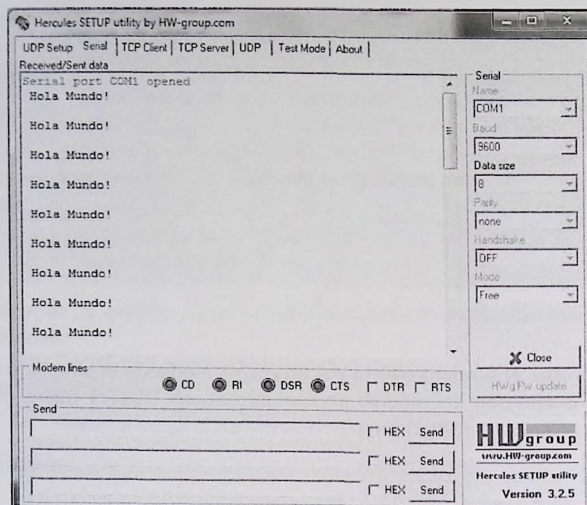 Hercules SETUP utility by HW-group.com
UDP Setup Serial TCP Client TCP Server UDP Test Mode About
Received/Sent data
Serial port COM1 opened
Hola Mundo!
Hola Mundo!
Hola Mundo!
Hola Mundo!
Hola Mundo!
Hola Mundo!
Hola Mundo!
Hola Mundo!
Hola Mundo!
Modem lines
CD RI DSR CTS DTR RTS
Serial
Name
COM1
Baud
9600
Data size
8
Parity
none
Handshake
OFF
Mode
Free
Close
HWg FW update
Send
HEX Send
HEX Send
HEX Send
HW group
www.HW-group.com
Hercules SETUP utility
Version 3.2.5